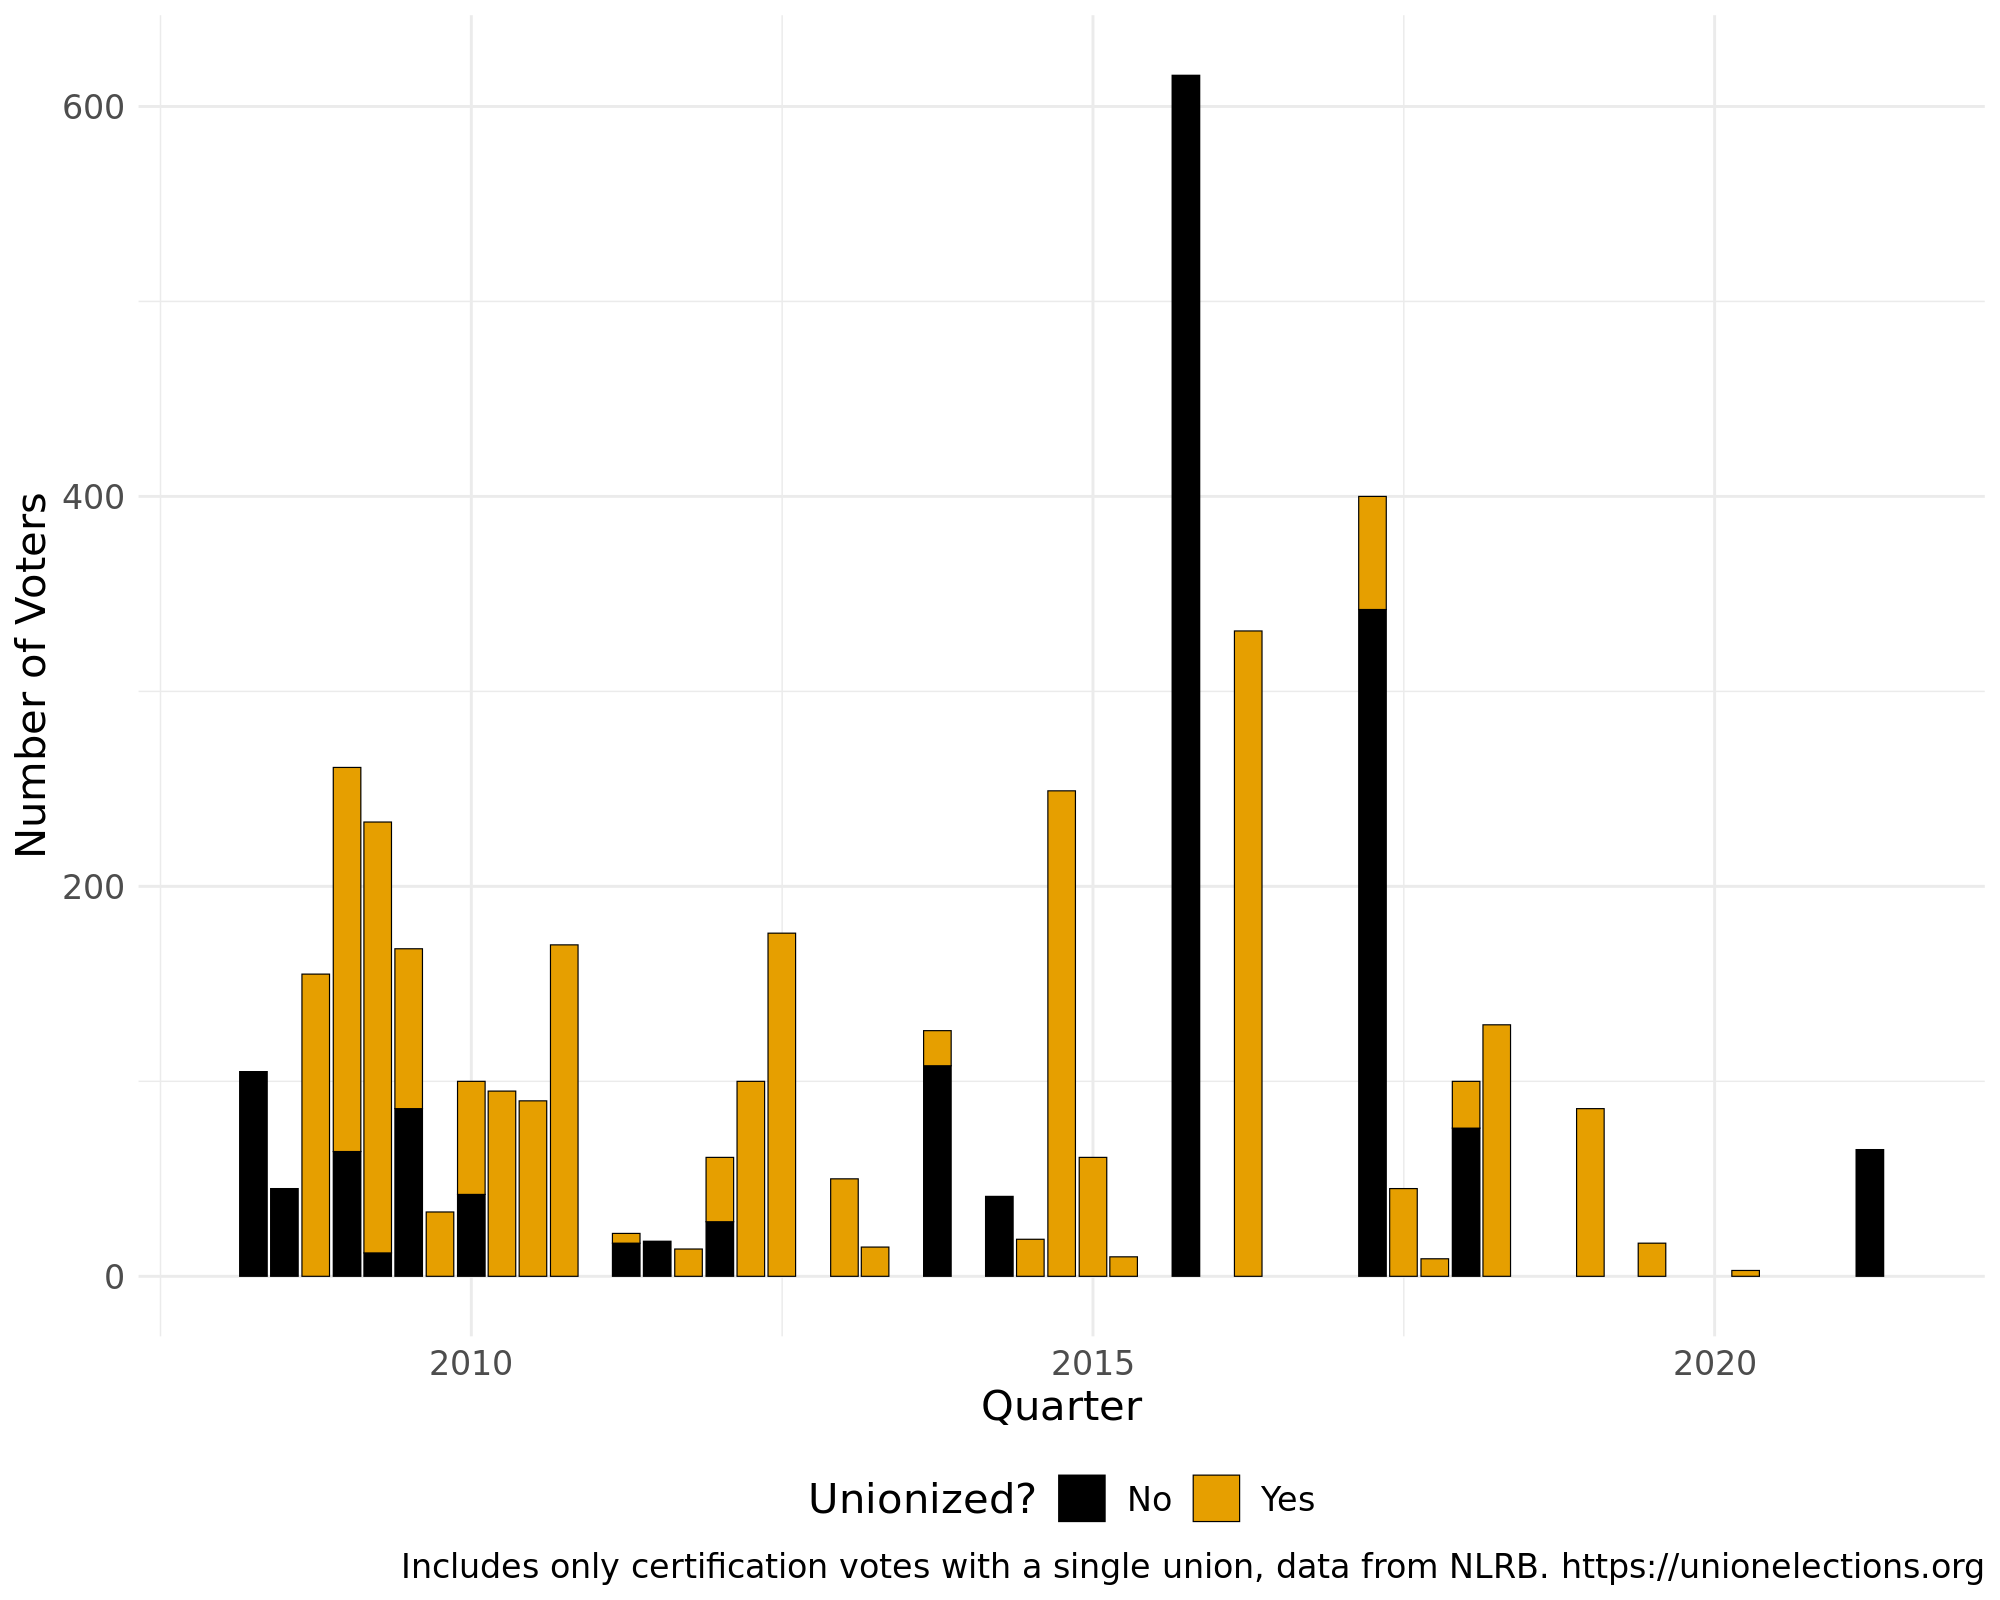 600
400
200
0
Number of Voters
2010 2015 2020
Quarter
Unionized? No Yes
Includes only certification votes with a single union, data from NLRB. https://unionelections.org